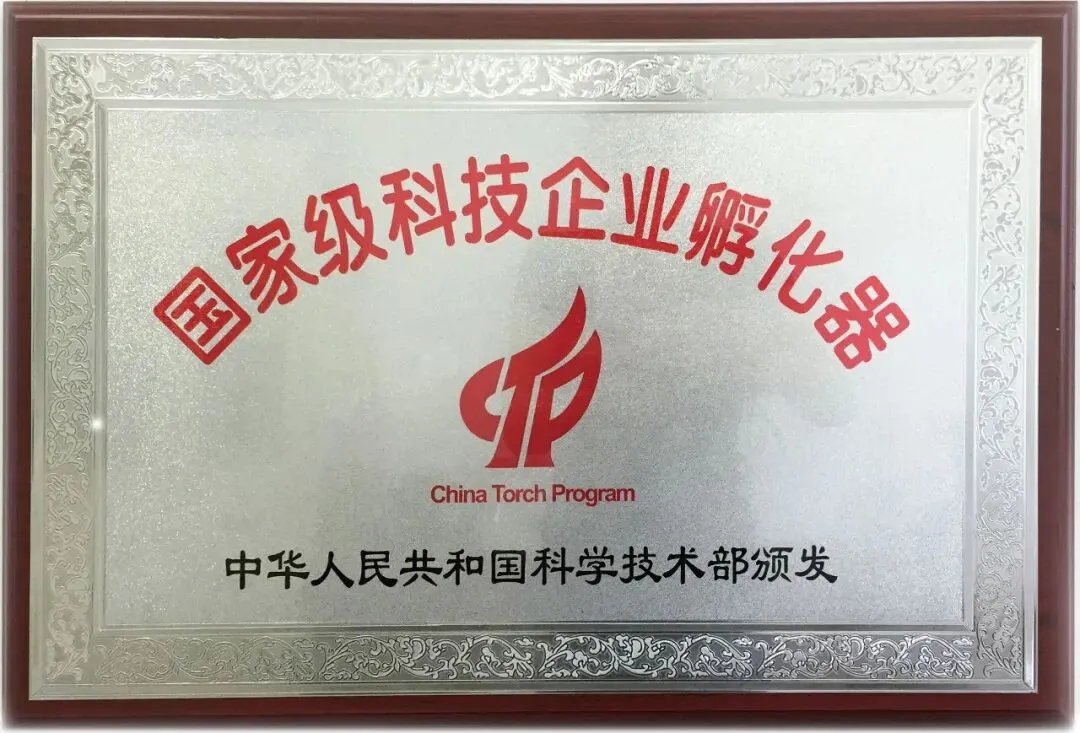 国家级科技企业孵化器
China Torch Program
中华人民共和国科学技术部颁发